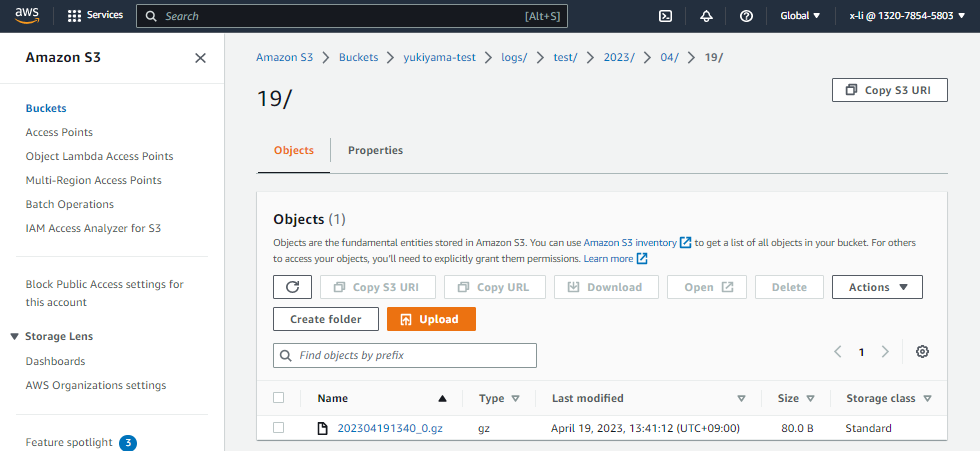 aws Services Search [Alt+S] Global x-li @ 1320-7854-5803
Amazon S3
Buckets
Access Points
Object Lambda Access Points
Multi-Region Access Points
Batch Operations
IAM Access Analyzer for S3
Block Public Access settings for
this account
Storage Lens
Dashboards
AWS Organizations settings
Feature spotlight 3
Amazon S3 Buckets yukiyama-test logs/ test/ 2023/ 04/ 19/
19/
Copy S3 URI
Objects Properties
Objects (1)
Objects are the fundamental entities stored in Amazon S3. You can use Amazon S3 inventory to get a list of all objects in your bucket. For others
to access your objects, you'll need to explicitly grant them permissions. Learn more
Copy S3 URI Copy URL Download Open Delete Actions
Create folder Upload
Find objects by prefix
1
Name Type Last modified Size Storage class
202304191340_0.gz gz April 19, 2023, 13:41:12 (UTC+09:00) 80.0 B Standard